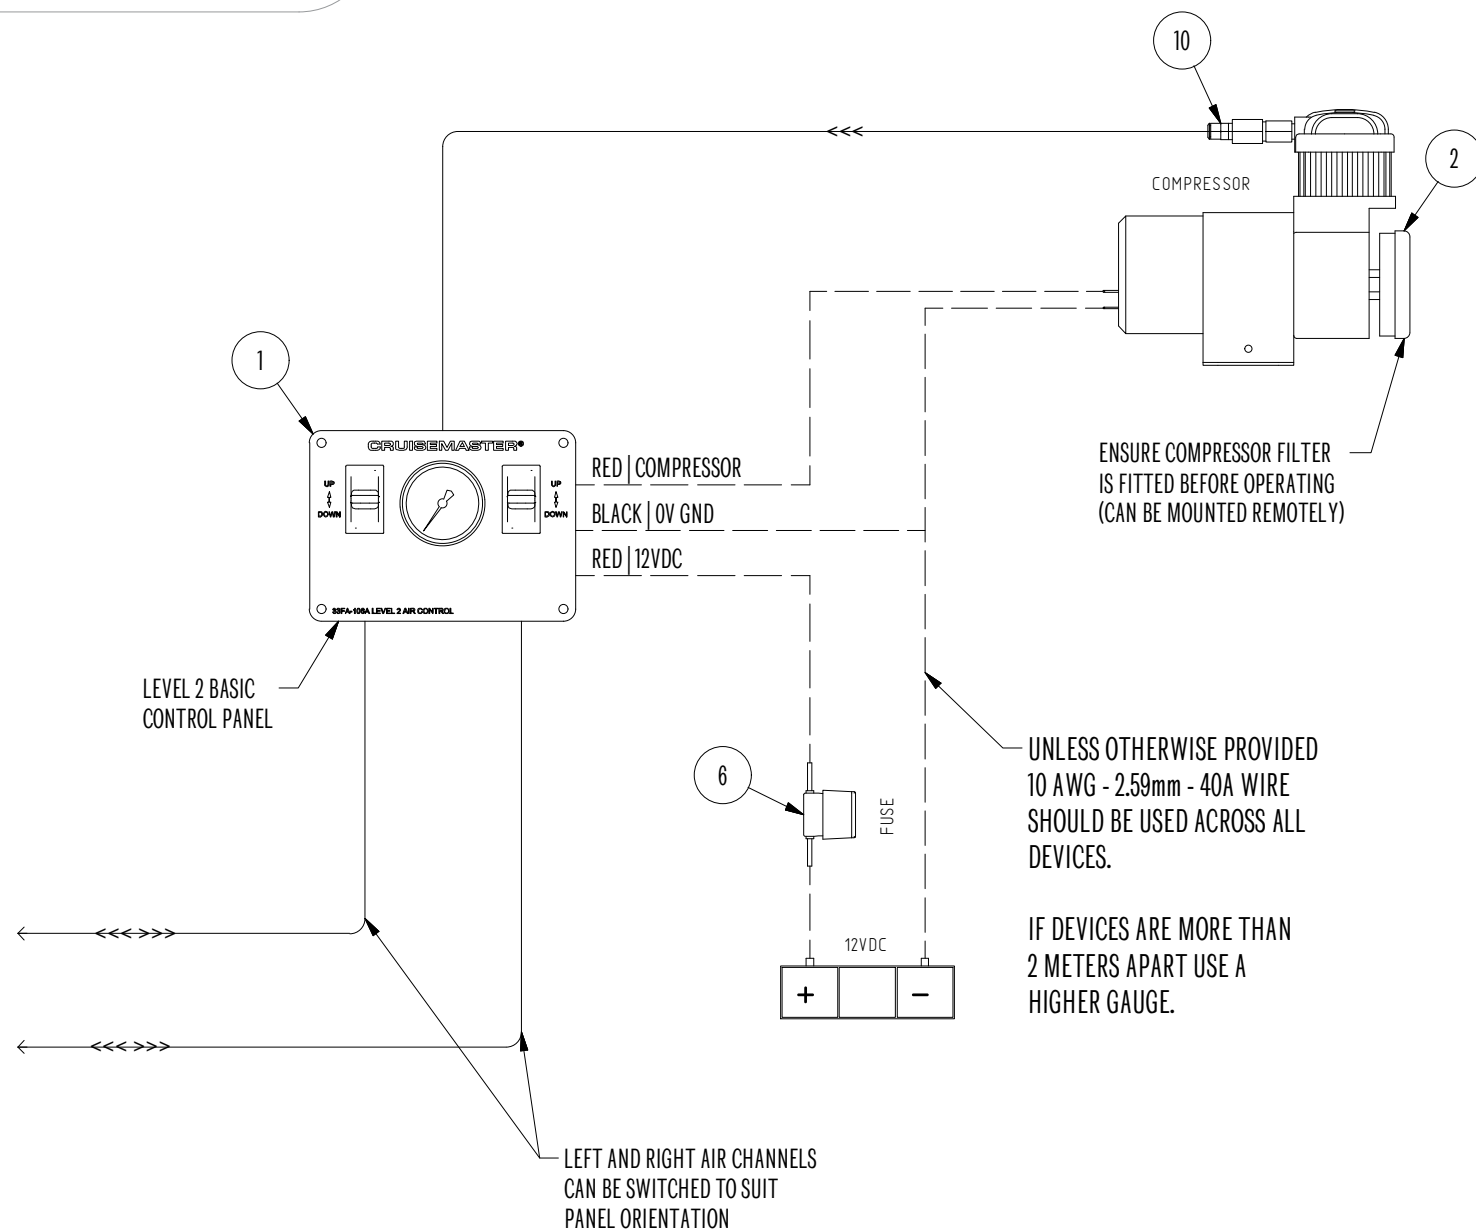 10
2
COMPRESSOR
1
CRUISEMASTER®
UP
DOWN
UP
DOWN
33FA-108A LEVEL 2 AIR CONTROL
RED | COMPRESSOR
BLACK | 0V GND
RED | 12VDC
ENSURE COMPRESSOR FILTER
IS FITTED BEFORE OPERATING
(CAN BE MOUNTED REMOTELY)
LEVEL 2 BASIC
CONTROL PANEL
6
FUSE
UNLESS OTHERWISE PROVIDED
10 AWG - 2.59mm - 40A WIRE
SHOULD BE USED ACROSS ALL
DEVICES.
IF DEVICES ARE MORE THAN
2 METERS APART USE A
HIGHER GAUGE.
12VDC
+ −
LEFT AND RIGHT AIR CHANNELS
CAN BE SWITCHED TO SUIT
PANEL ORIENTATION